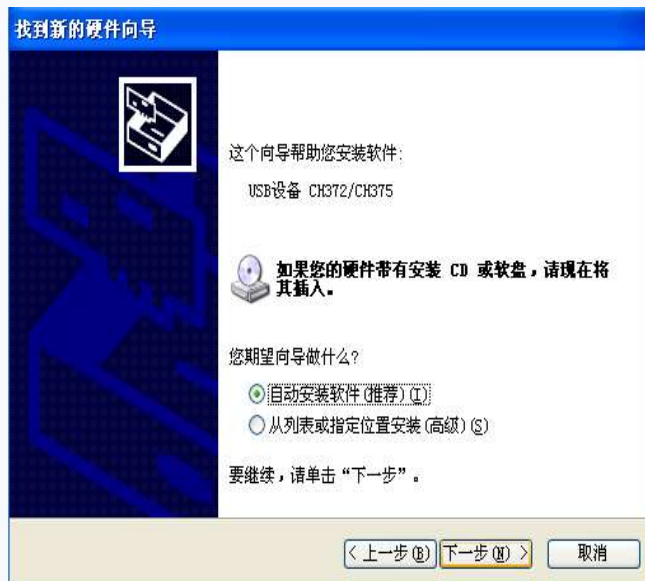 找到新的硬件向导
这个向导帮助您安装软件:
USB设备 CH372/CH375
如果您的硬件带有安装 CD 或软盘，请现在将
其插入。
您期望向导做什么?
自动安装软件(推荐)(I)
从列表或指定位置安装(高级)(S)
要继续，请单击“下一步”。
< 上一步(B) 下一步(N) > 取消